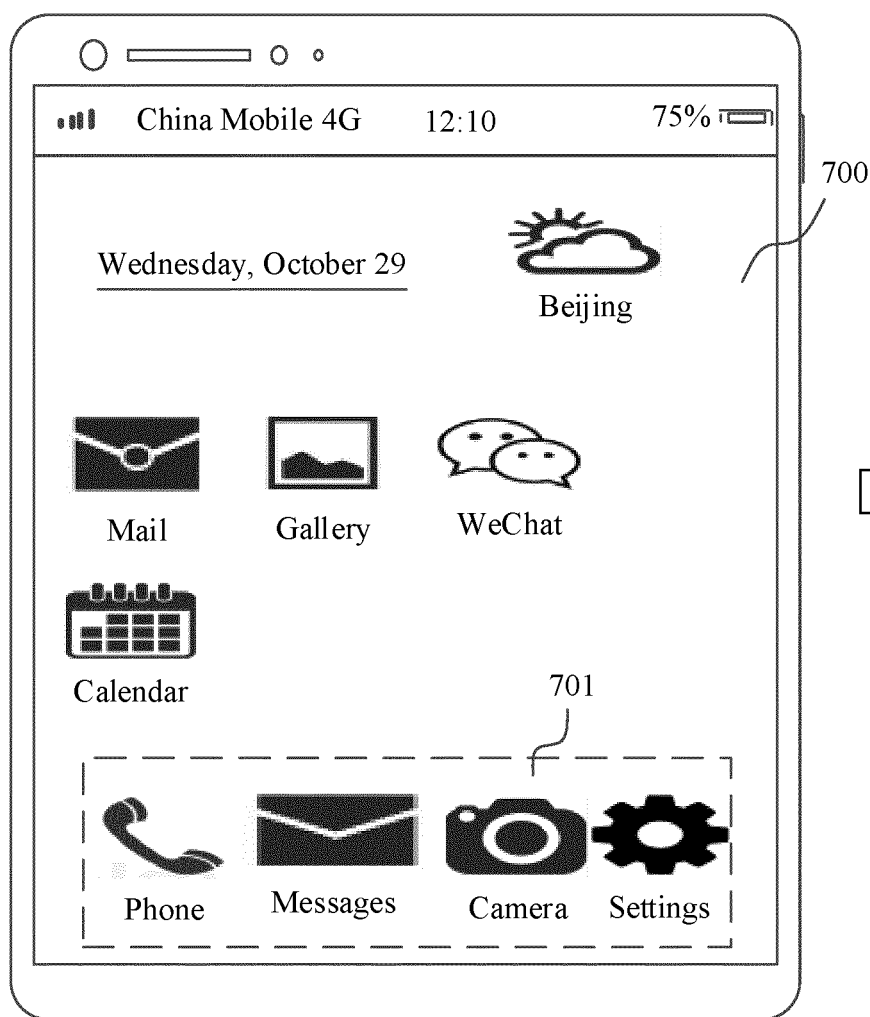 China Mobile 4G 12:10 75%
700
Wednesday, October 29
Beijing
Mail Gallery WeChat
Calendar
701
Phone Messages Camera Settings